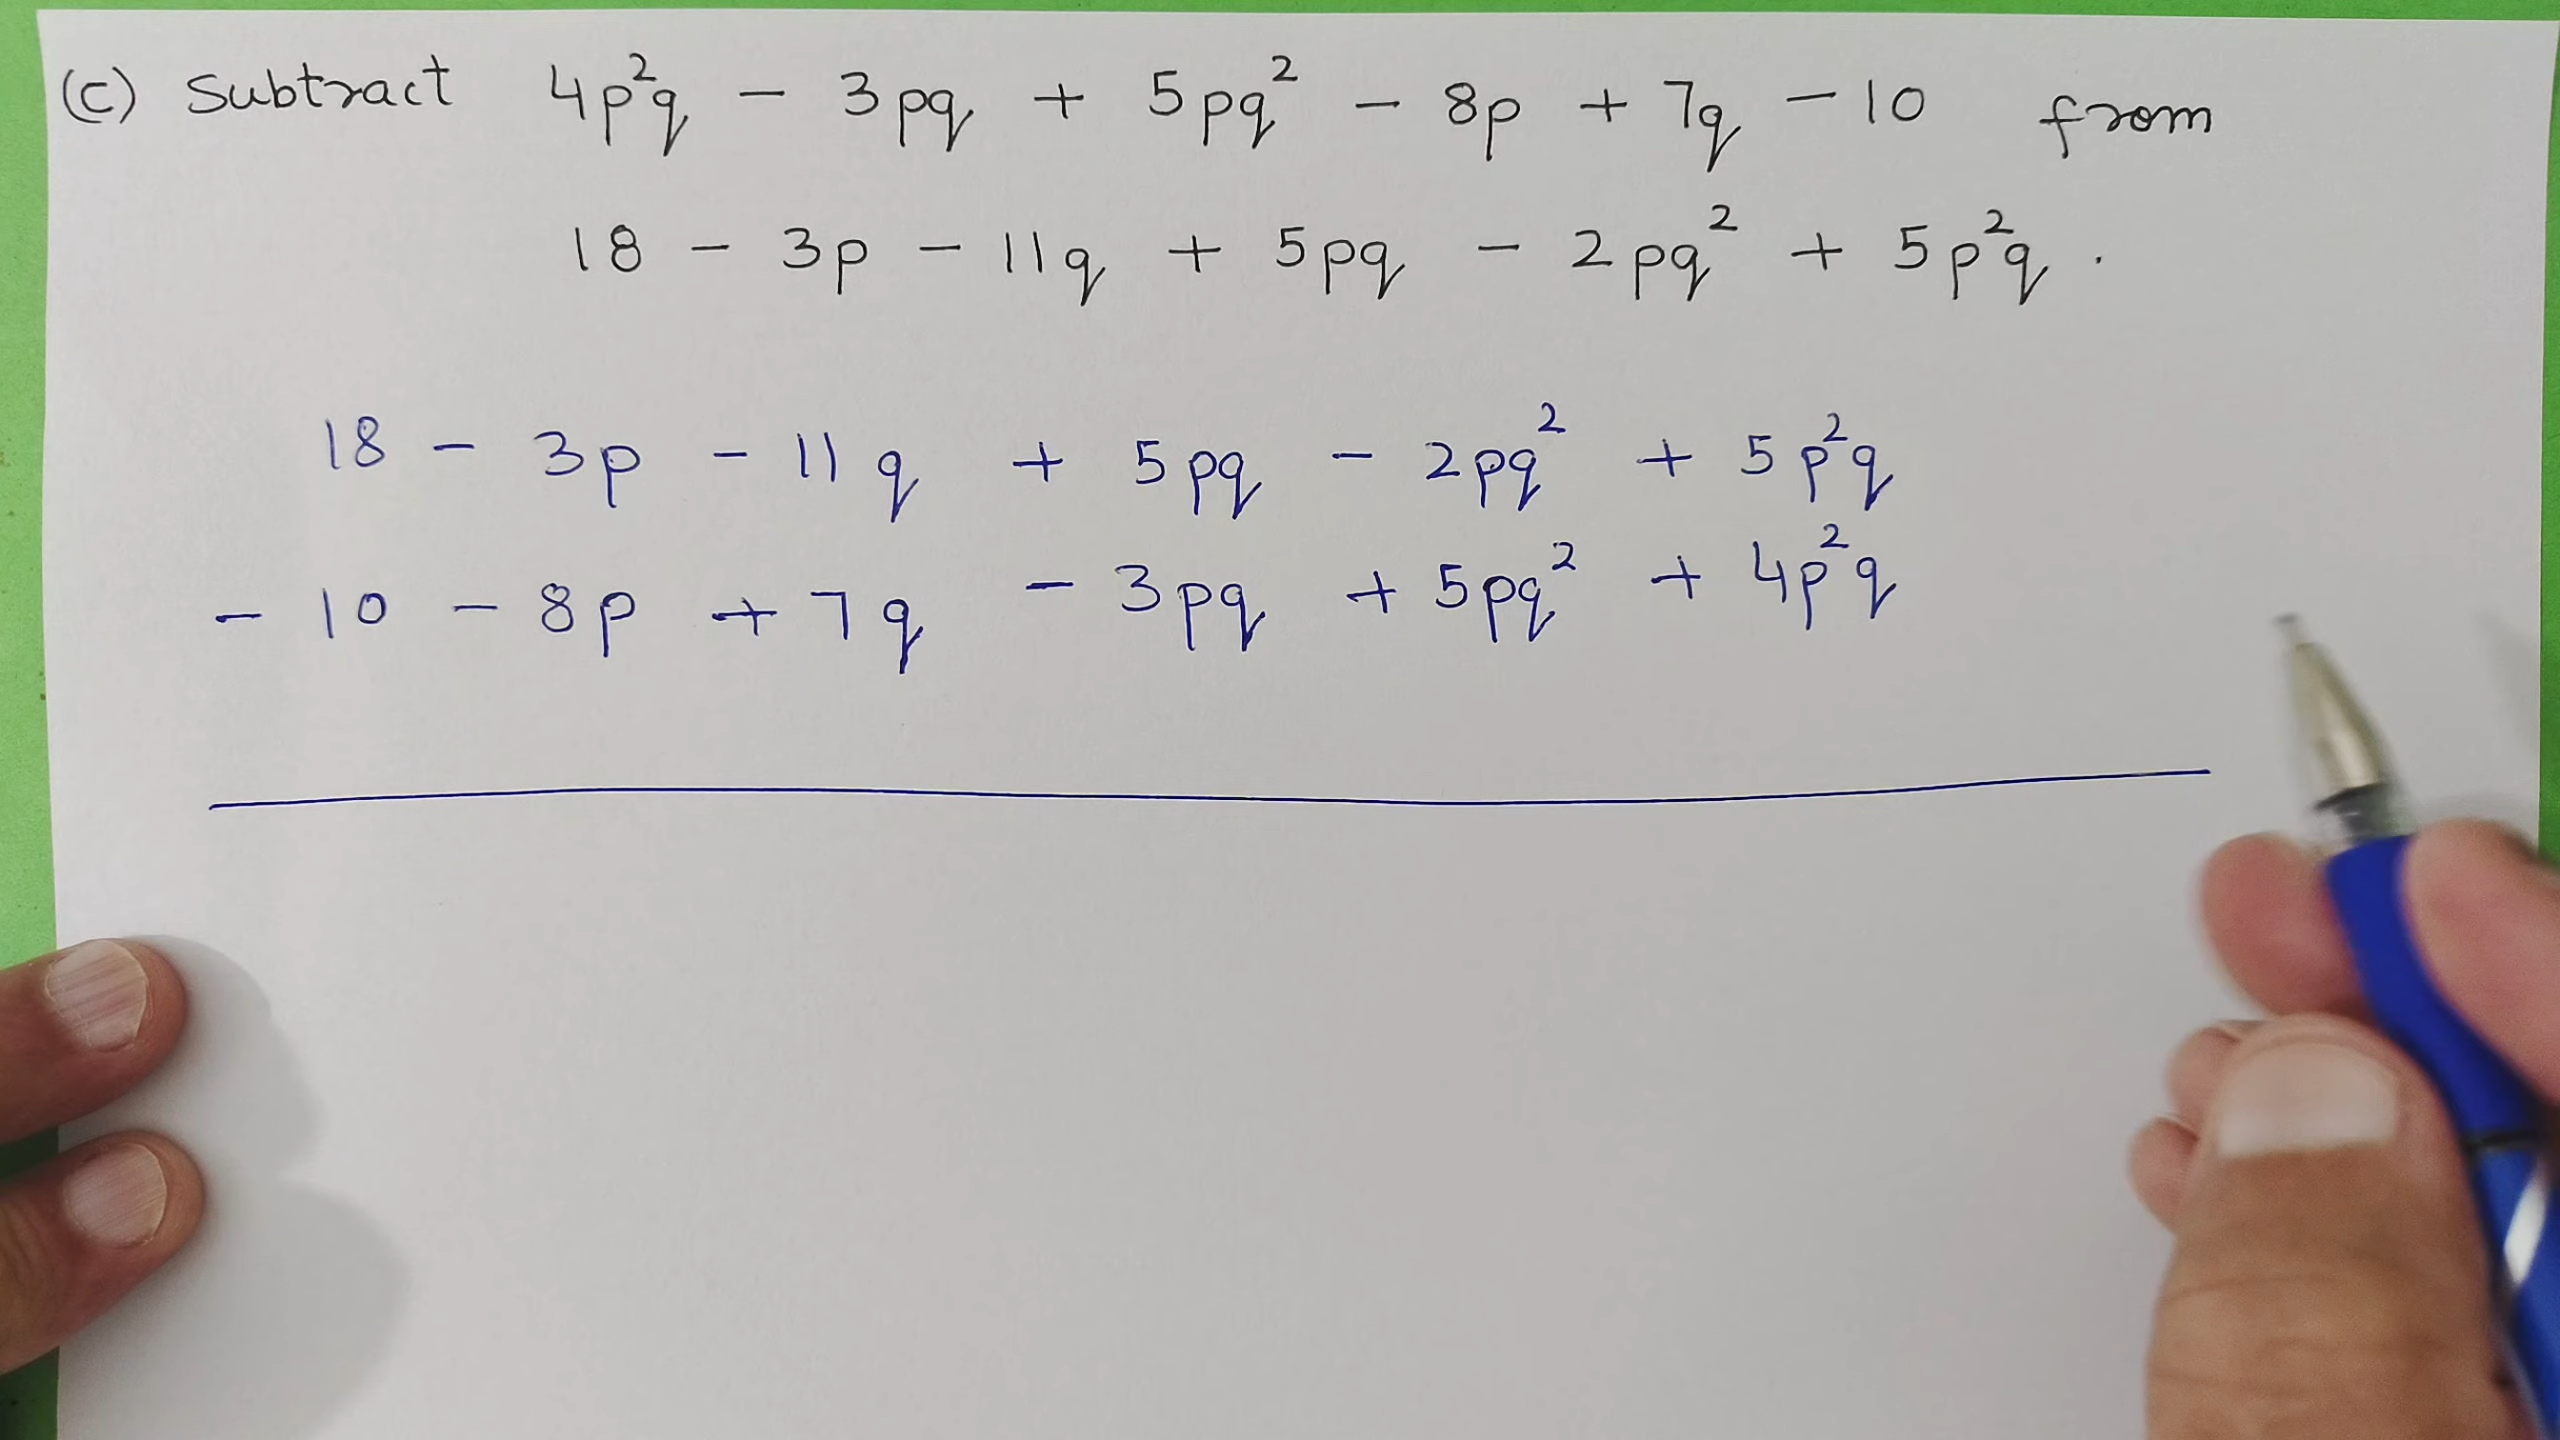 (c) Subtract 4p²q - 3pq + 5pq² - 8p + 7q - 10 from
18 - 3p - 11q + 5pq - 2pq² + 5p²q .
18 - 3p - 11q + 5pq - 2pq² + 5p²q
- 10 - 8p + 7q - 3pq + 5pq² + 4p²q